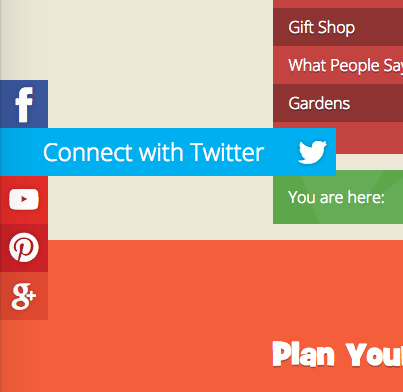 Gift Shop
What People Say
Gardens
Connect with Twitter
You are here:
Plan You